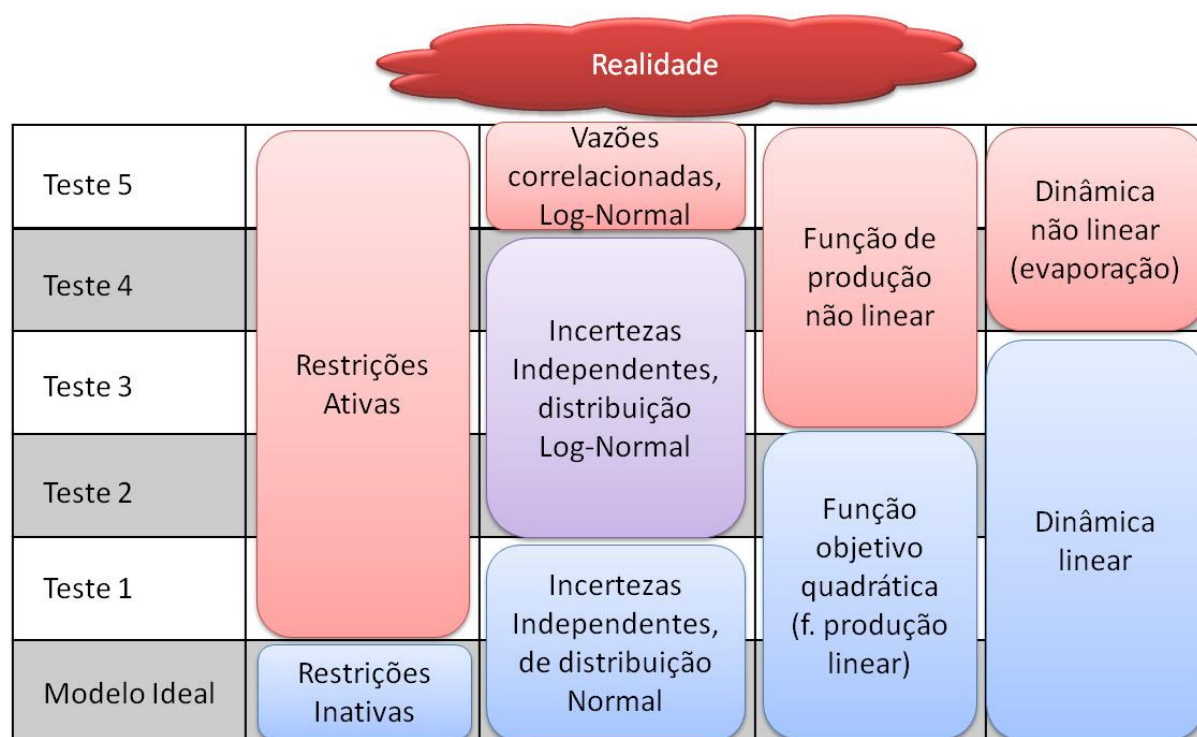 Realidade
Teste 5
Teste 4
Teste 3
Teste 2
Teste 1
Modelo Ideal
Restrições
Ativas
Restrições
Inativas
Vazões
correlacionadas,
Log-Normal
Incertezas
Independentes,
distribuição
Log-Normal
Incertezas
Independentes,
de distribuição
Normal
Função de
produção
não linear
Função
objetivo
quadrática
(f. produção
linear)
Dinâmica
não linear
(evaporação)
Dinâmica
linear